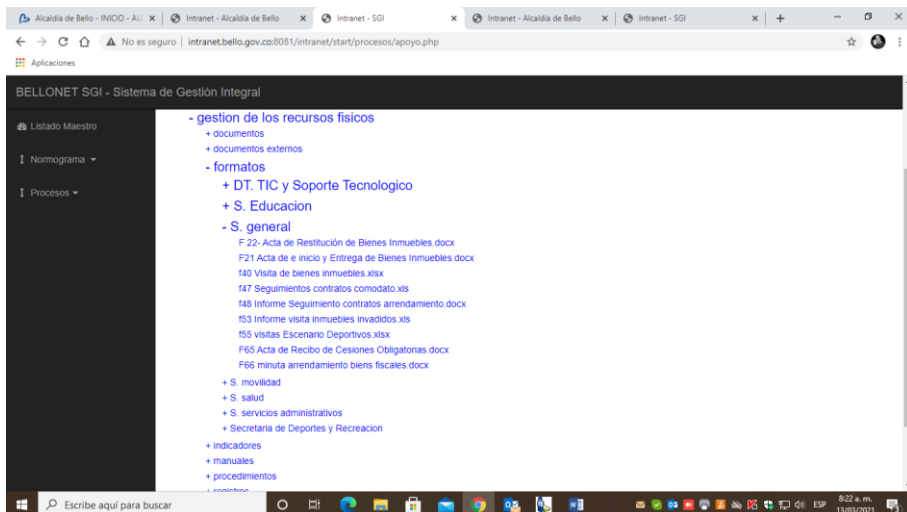 Alcaldía de Bello - INICIO - AL
Intranet - Alcaldía de Bello
Intranet - SGI
Intranet - Alcaldía de Bello
Intranet - SGI
No es seguro | intranet.bello.gov.co:8081/intranet/start/procesos/apoyo.php
Aplicaciones
BELLONET SGI - Sistema de Gestión Integral
Listado Maestro
Normograma
Procesos
- gestion de los recursos fisicos
+ documentos
+ documentos externos
- formatos
+ DT. TIC y Soporte Tecnologico
+ S. Educacion
- S. general
F 22- Acta de Restitución de Bienes Inmuebles.docx
F21 Acta de e inicio y Entrega de Bienes Inmuebles.docx
f40 Visita de bienes inmuebles.xlsx
f47 Seguimientos contratos comodato.xls
f48 Informe Seguimiento contratos arrendamiento.docx
f53 Informe visita inmuebles invadidos.xls
f55 visitas Escenario Deportivos.xlsx
F65 Acta de Recibo de Cesiones Obligatorias.docx
F66 minuta arrendamiento biens fiscales.docx
+ S. movilidad
+ S. salud
+ S. servicios administrativos
+ Secretaria de Deportes y Recreacion
+ indicadores
+ manuales
+ procedimientos
+ registros
Escribe aquí para buscar
ESP
8:22 a. m.
13/03/2021